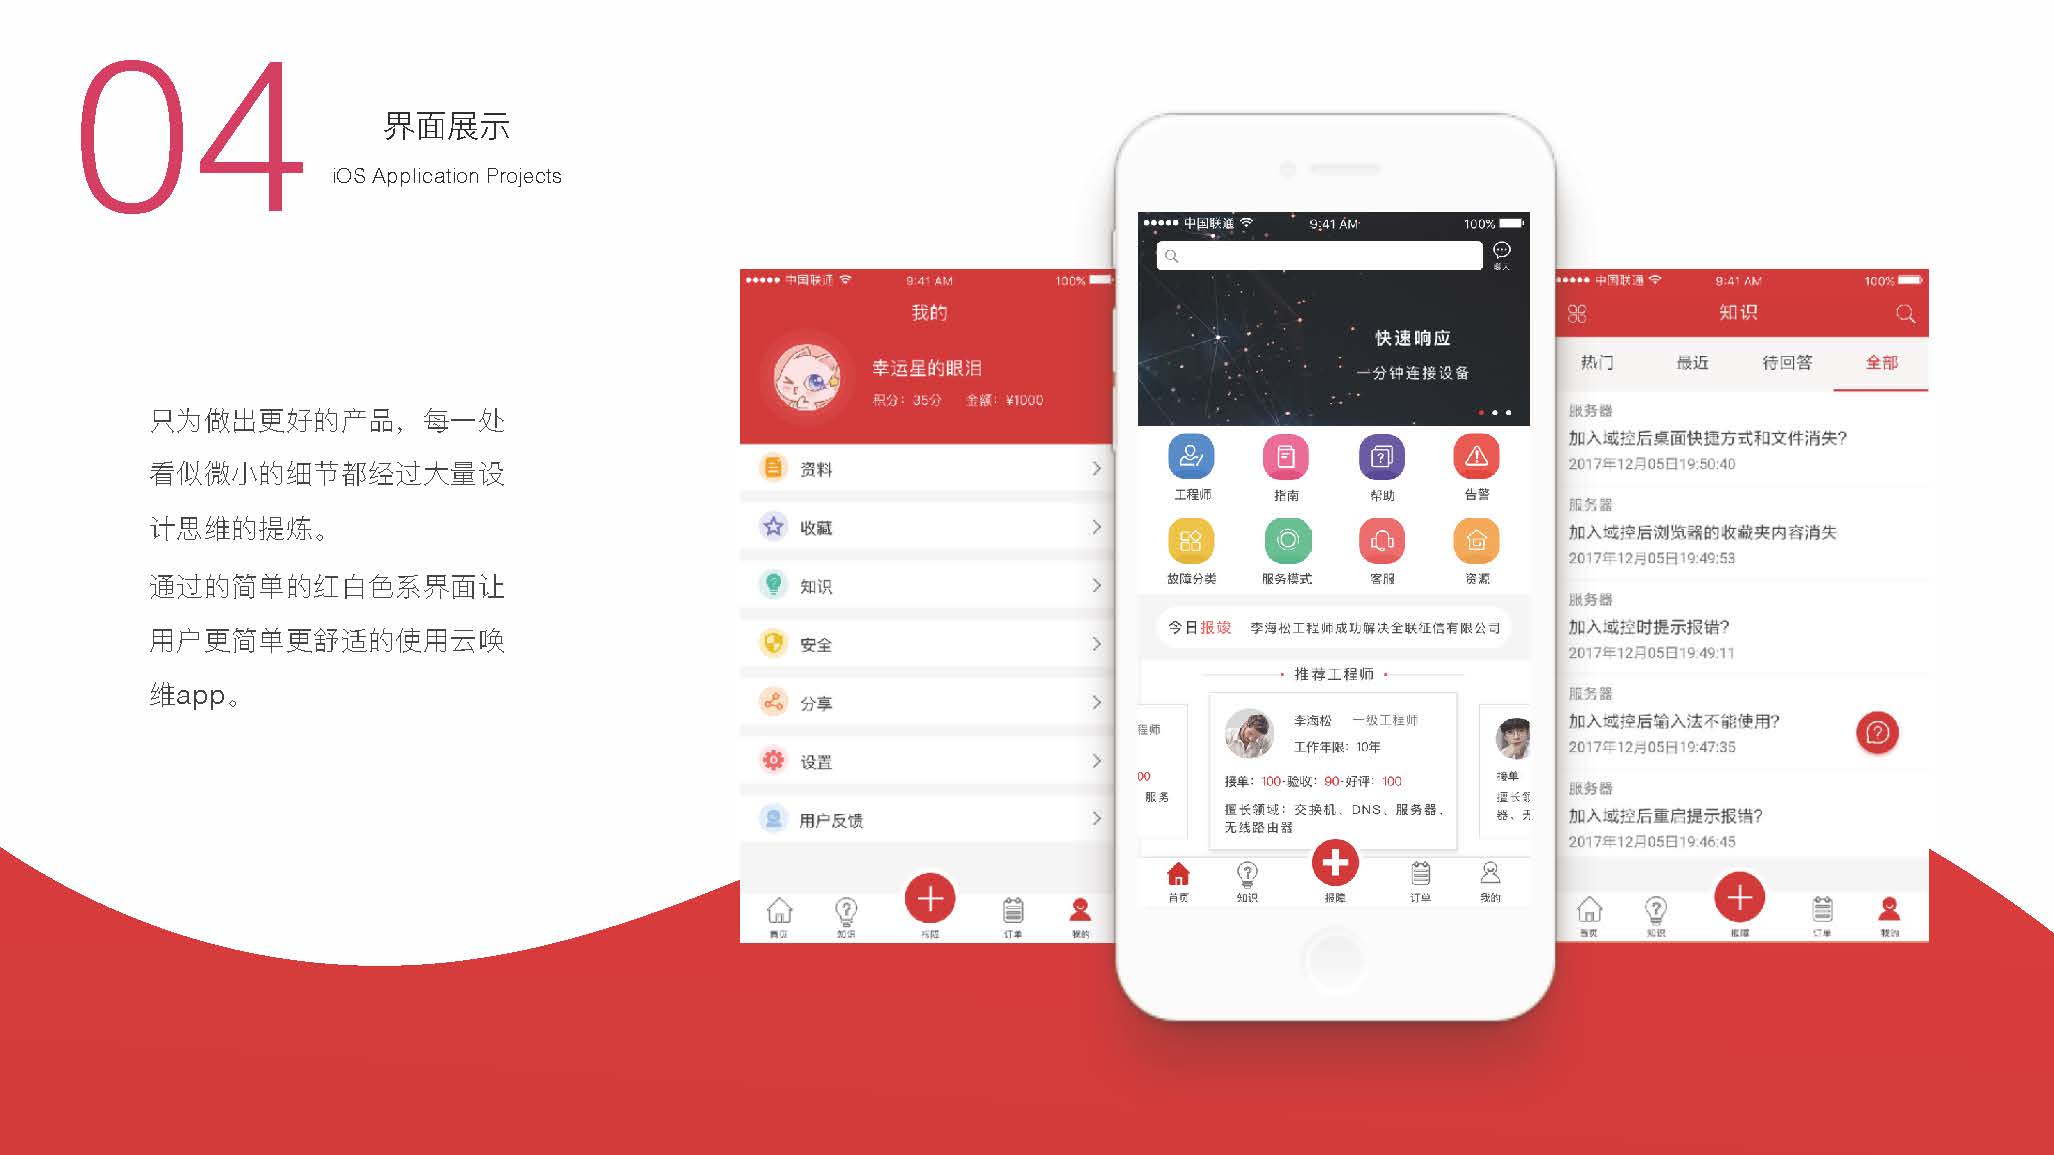 04
界面展示
iOS Application Projects
只为做出更好的产品，每一处
看似微小的细节都经过大量设
计思维的提炼。
通过的简单的红白色系界面让
用户更简单更舒适的使用云唤
维app。
中国联通
9:41 AM
100%
我的
幸运星的眼泪
积分：35分 金额：¥1000
资料
收藏
知识
安全
分享
设置
用户反馈
首页 知识 报障 订单 我的
中国联通
9:41 AM
100%
快速响应
一分钟连接设备
工程师 指南 帮助 告警
故障分类 服务模式 客服 资源
今日报竣 李海松工程师成功解决全联征信有限公司
推荐工程师
程师
00
服务
李海松 一级工程师
工作年限：10年
接单：100-验收：90-好评：100
擅长领域：交换机、DNS、服务器、
无线路由器
接单
擅长领
器、无
首页 知识 报障 订单 我的
中国联通
9:41 AM
100%
知识
热门 最近 待回答 全部
服务器
加入域控后桌面快捷方式和文件消失?
2017年12月05日19:50:40
服务器
加入域控后浏览器的收藏夹内容消失
2017年12月05日19:49:53
服务器
加入域控时提示报错?
2017年12月05日19:49:11
服务器
加入域控后输入法不能使用?
2017年12月05日19:47:35
服务器
加入域控后重启提示报错?
2017年12月05日19:46:45
首页 知识 报障 订单 我的